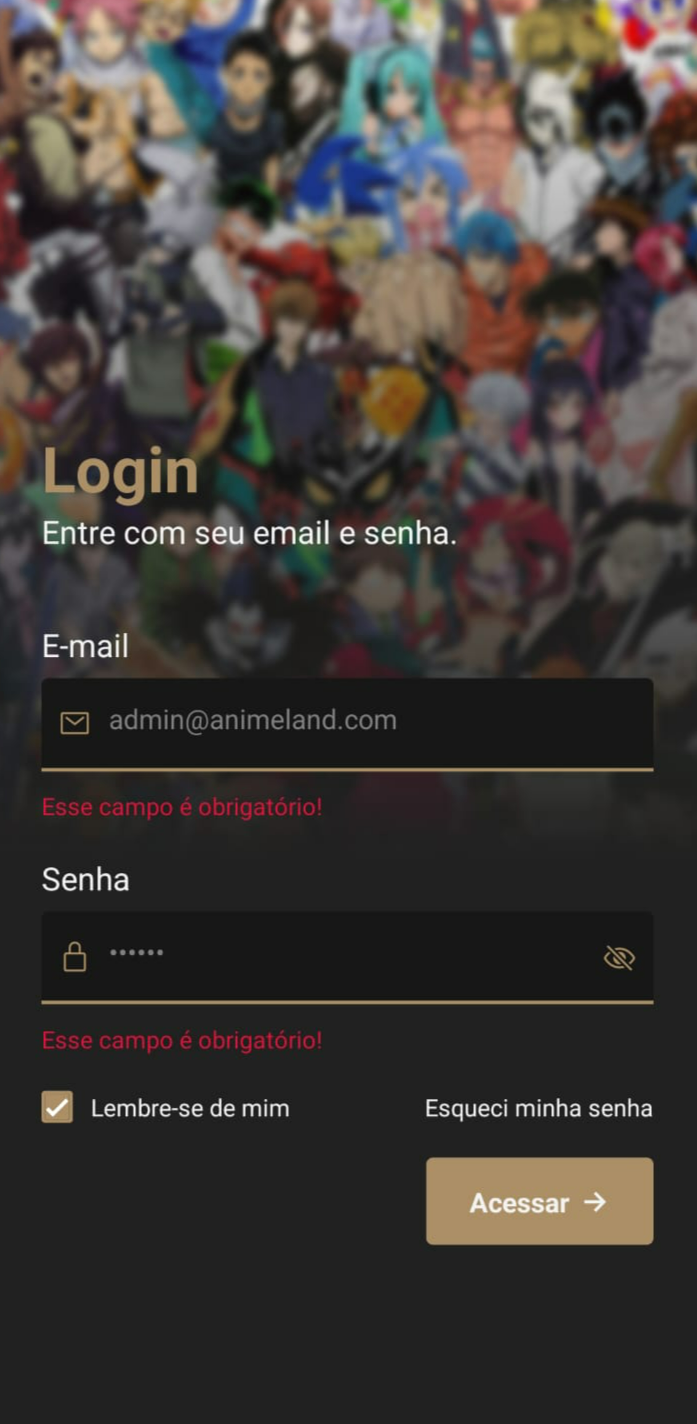 Login
Entre com seu email e senha.
E-mail
admin@animeland.com
Esse campo é obrigatório!
Senha
••••••
Esse campo é obrigatório!
Lembre-se de mim
Esqueci minha senha
Acessar →